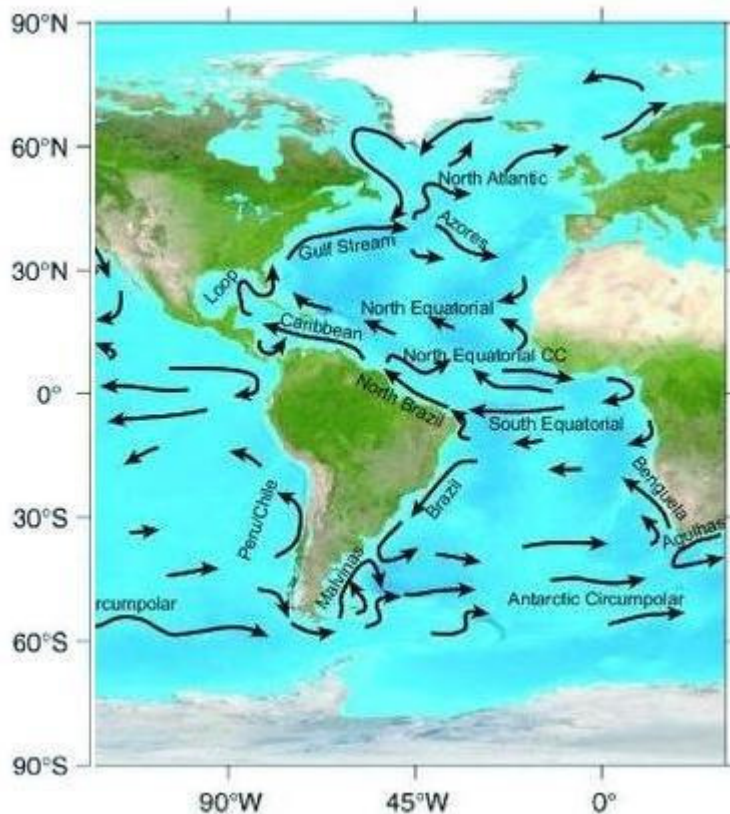 90°N
60°N
North Atlantic
Azores
Gulf Stream
30°N
Loop
North Equatorial
Caribbean
North Equatorial CC
0°
North Brazil
South Equatorial
Benguela
Brazil
30°S
Peru/Chile
Agulhas
Malvinas
rcumpolar
Antarctic Circumpolar
60°S
90°S
90°W
45°W
0°